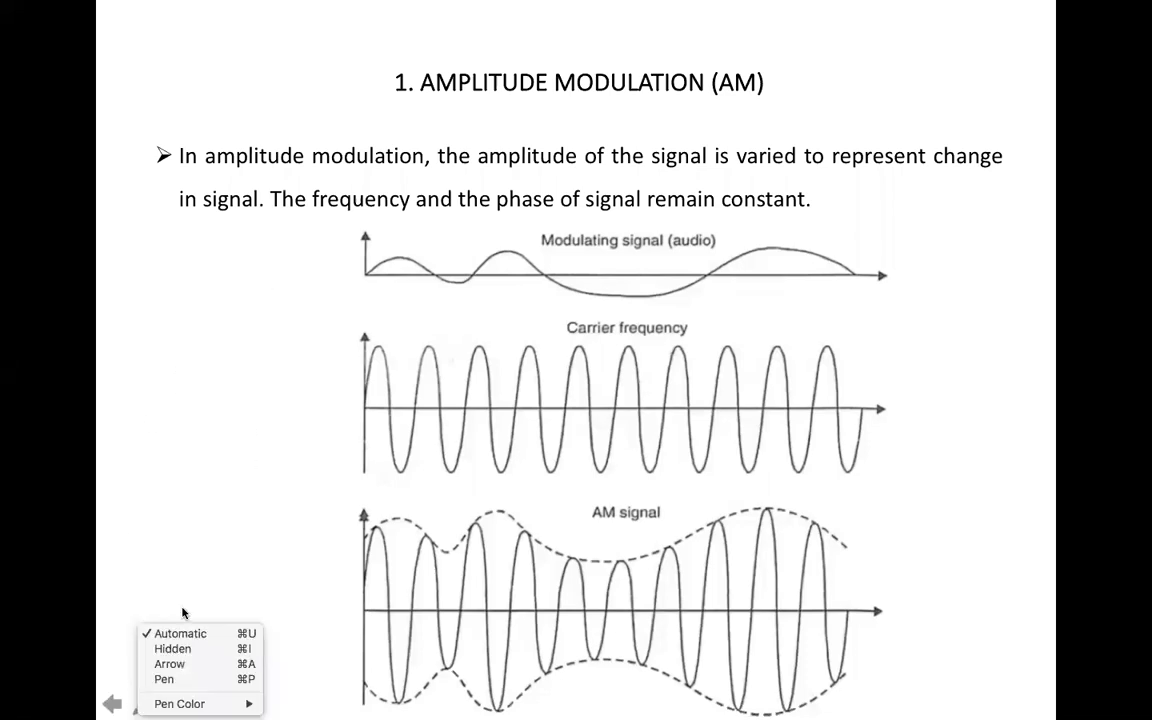 1. AMPLITUDE MODULATION (AM)
➢ In amplitude modulation, the amplitude of the signal is varied to represent change
in signal. The frequency and the phase of signal remain constant.
Modulating signal (audio)
Carrier frequency
AM signal
✓ Automatic ⌘U
Hidden ⌘I
Arrow ⌘A
Pen ⌘P
Pen Color